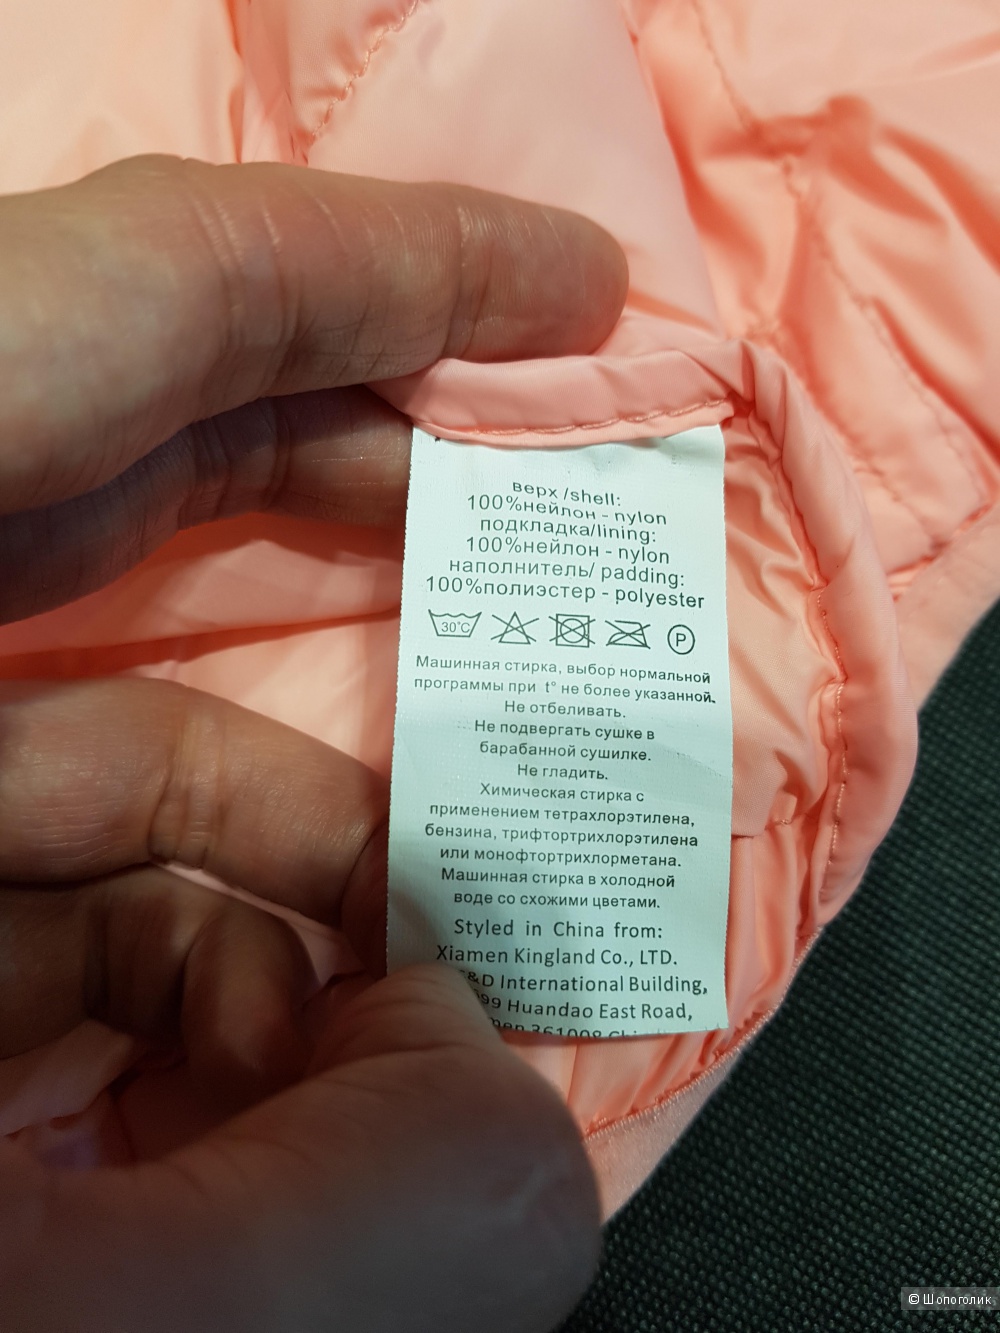 верх /shell:
100%нейлон - nylon
подкладка/lining:
100%нейлон - nylon
наполнитель/ padding:
100%полиэстер - polyester
30°C P
Машинная стирка, выбор нормальной
программы при t° не более указанной.
Не отбеливать.
Не подвергать сушке в
барабанной сушилке.
Не гладить.
Химическая стирка с
применением тетрахлорэтилена,
бензина, трифтортрихлорэтилена
или монофтортрихлорметана.
Машинная стирка в холодной
воде со схожими цветами.
Styled in China from:
Xiamen Kingland Co., LTD.
&D International Building,
99 Huandao East Road,
361008
© Шопоголик